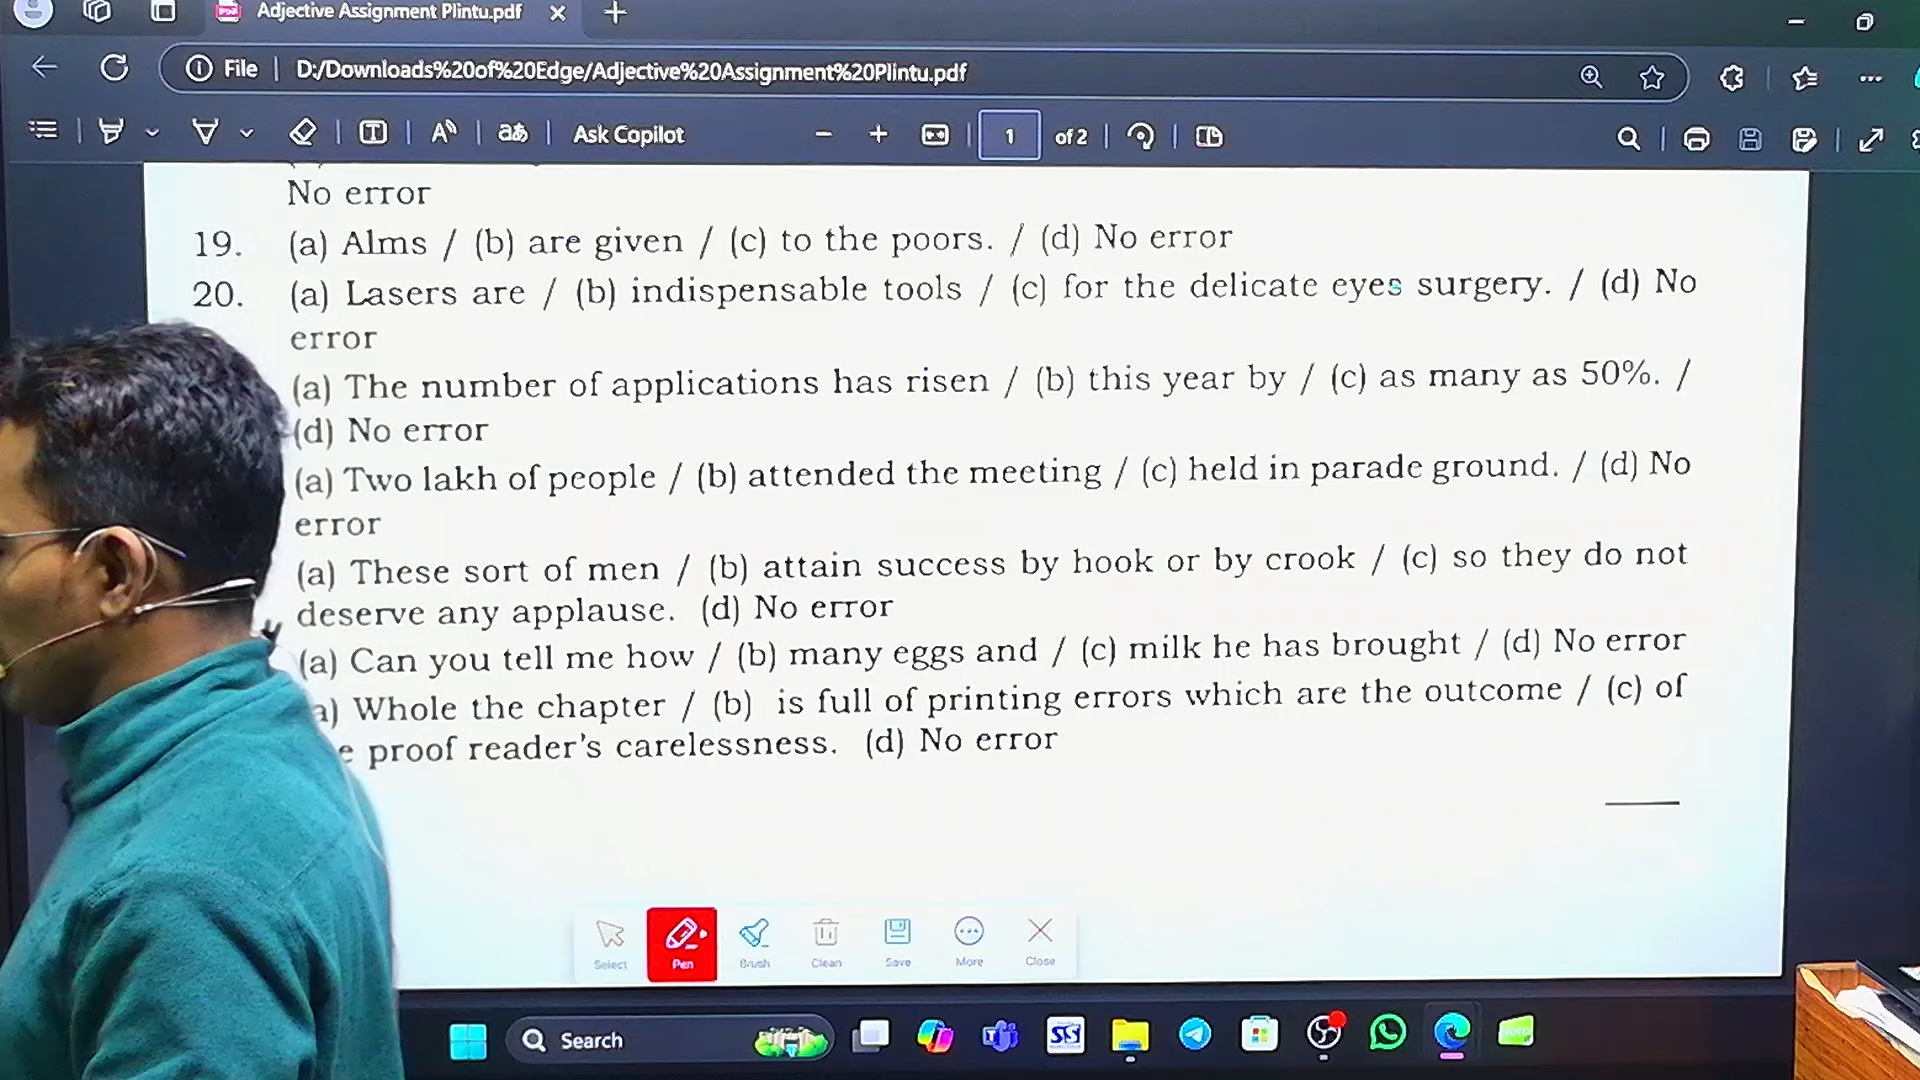 Adjective Assignment Plintu.pdf
File D:/Downloads%20of%20Edge/Adjective%20Assignment%20Plintu.pdf
Ask Copilot 1 of 2
No error
19. (a) Alms / (b) are given / (c) to the poors. / (d) No error
20. (a) Lasers are / (b) indispensable tools / (c) for the delicate eyes surgery. / (d) No
error
(a) The number of applications has risen / (b) this year by / (c) as many as 50%. /
(d) No error
(a) Two lakh of people / (b) attended the meeting / (c) held in parade ground. / (d) No
error
(a) These sort of men / (b) attain success by hook or by crook / (c) so they do not
deserve any applause. (d) No error
(a) Can you tell me how / (b) many eggs and / (c) milk he has brought / (d) No error
a) Whole the chapter / (b) is full of printing errors which are the outcome / (c) of
e proof reader's carelessness. (d) No error
Select Pen Brush Clean Save More Close
Search